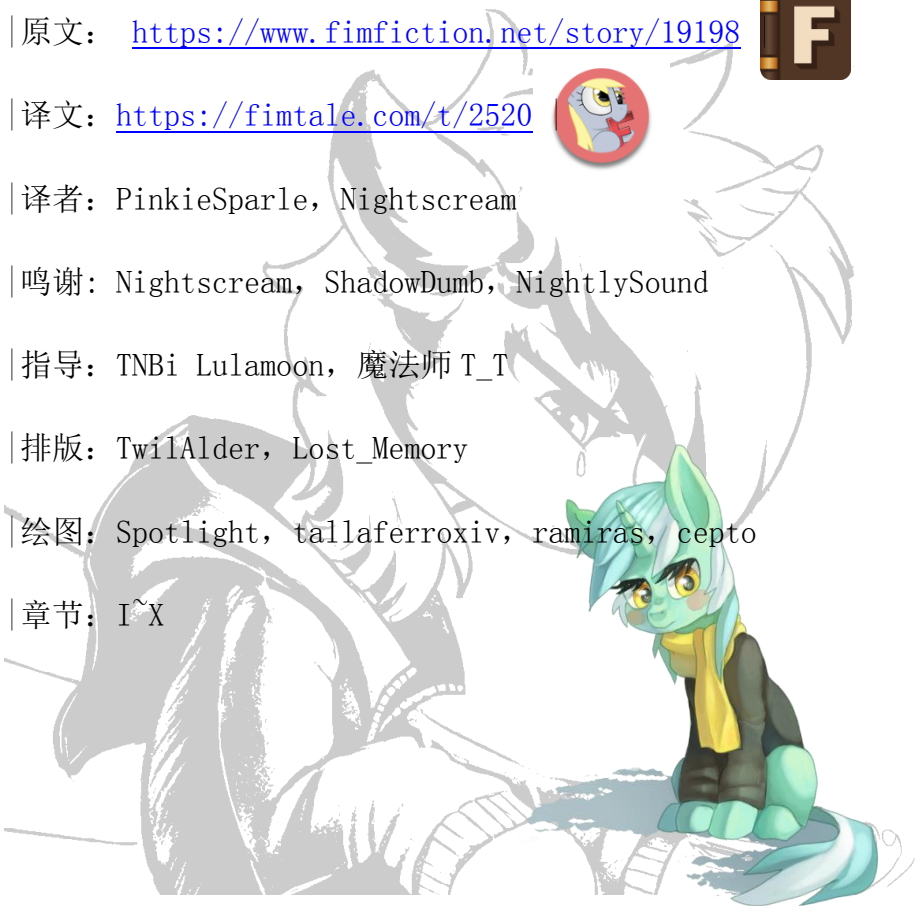 |原文： https://www.fimfiction.net/story/19198
F
|译文：https://fimtale.com/t/2520
|译者：PinkieSparle，Nightscream
|鸣谢: Nightscream，ShadowDumb，NightlySound
|指导：TNBi Lulamoon，魔法师 T_T
|排版：TwilAlder，Lost_Memory
|绘图：Spotlight，tallaferroxiv，ramiras，cepto
|章节：I~X